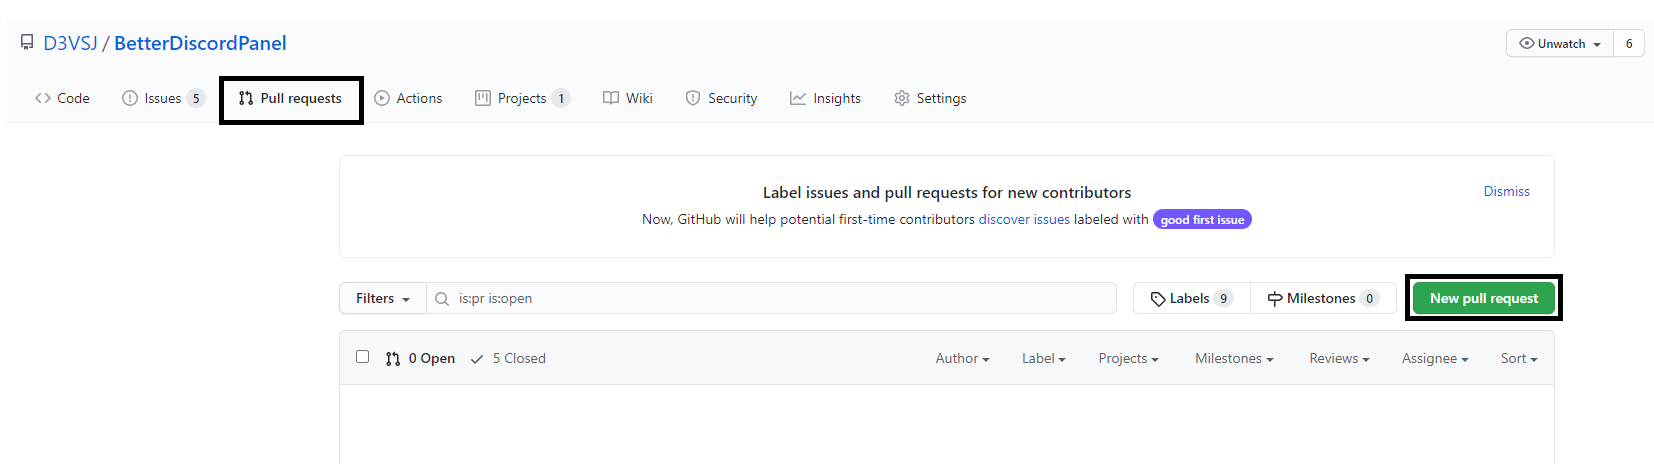 D3VSJ / BetterDiscordPanel
Unwatch 6
Code Issues 5 Pull requests Actions Projects 1 Wiki Security Insights Settings
Label issues and pull requests for new contributors
Dismiss
Now, GitHub will help potential first-time contributors discover issues labeled with good first issue
Filters is:pr is:open Labels 9 Milestones 0 New pull request
0 Open 5 Closed Author Label Projects Milestones Reviews Assignee Sort